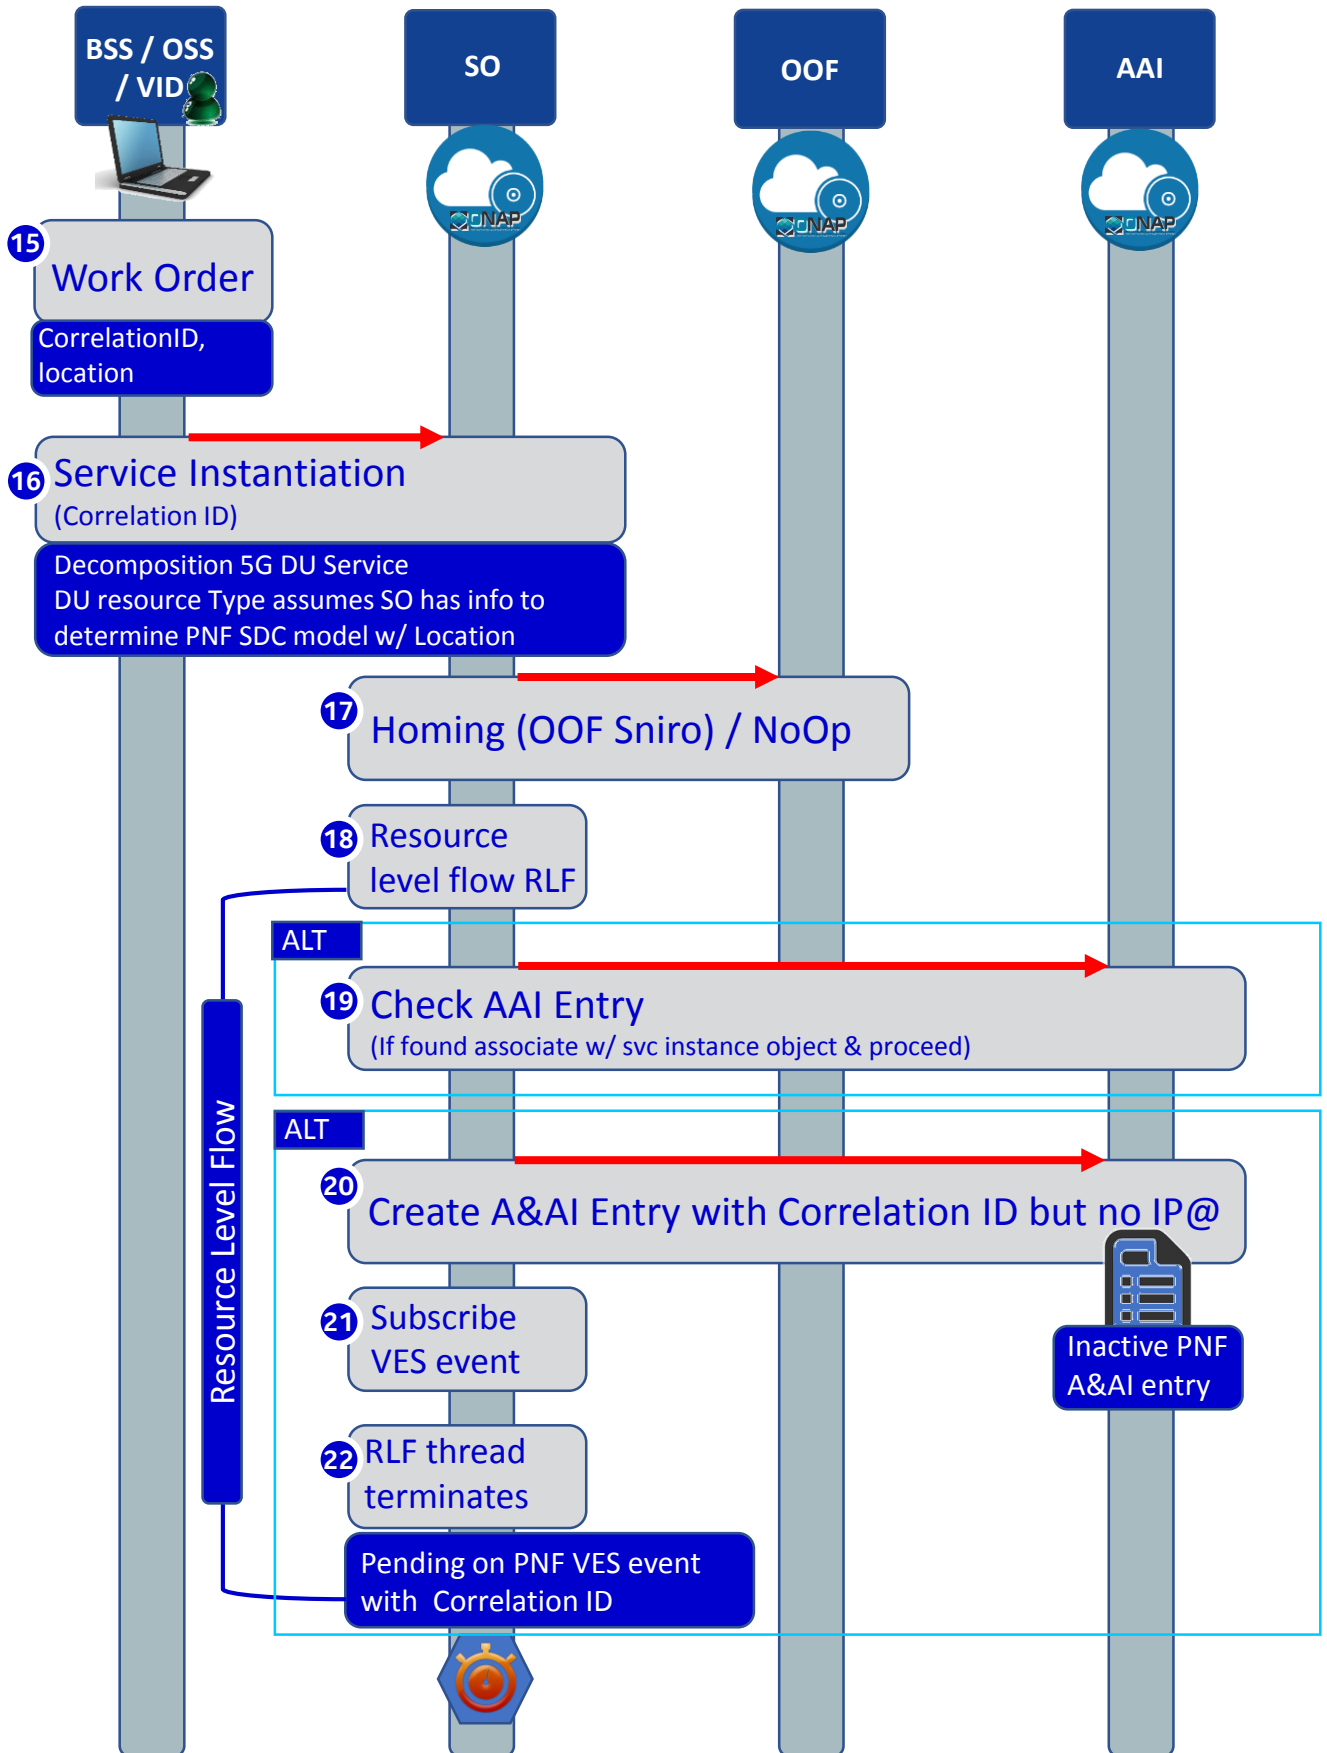 BSS / OSS
/ VID
SO
OOF
AAI
ONAP
ONAP
ONAP
15
Work Order
CorrelationID,
location
16
Service Instantiation
(Correlation ID)
Decomposition 5G DU Service
DU resource Type assumes SO has info to
determine PNF SDC model w/ Location
17
Homing (OOF Sniro) / NoOp
18
Resource
level flow RLF
ALT
19
Check AAI Entry
(If found associate w/ svc instance object & proceed)
Resource Level Flow
ALT
20
Create A&AI Entry with Correlation ID but no IP@
21
Subscribe
VES event
Inactive PNF
A&AI entry
22
RLF thread
terminates
Pending on PNF VES event
with Correlation ID